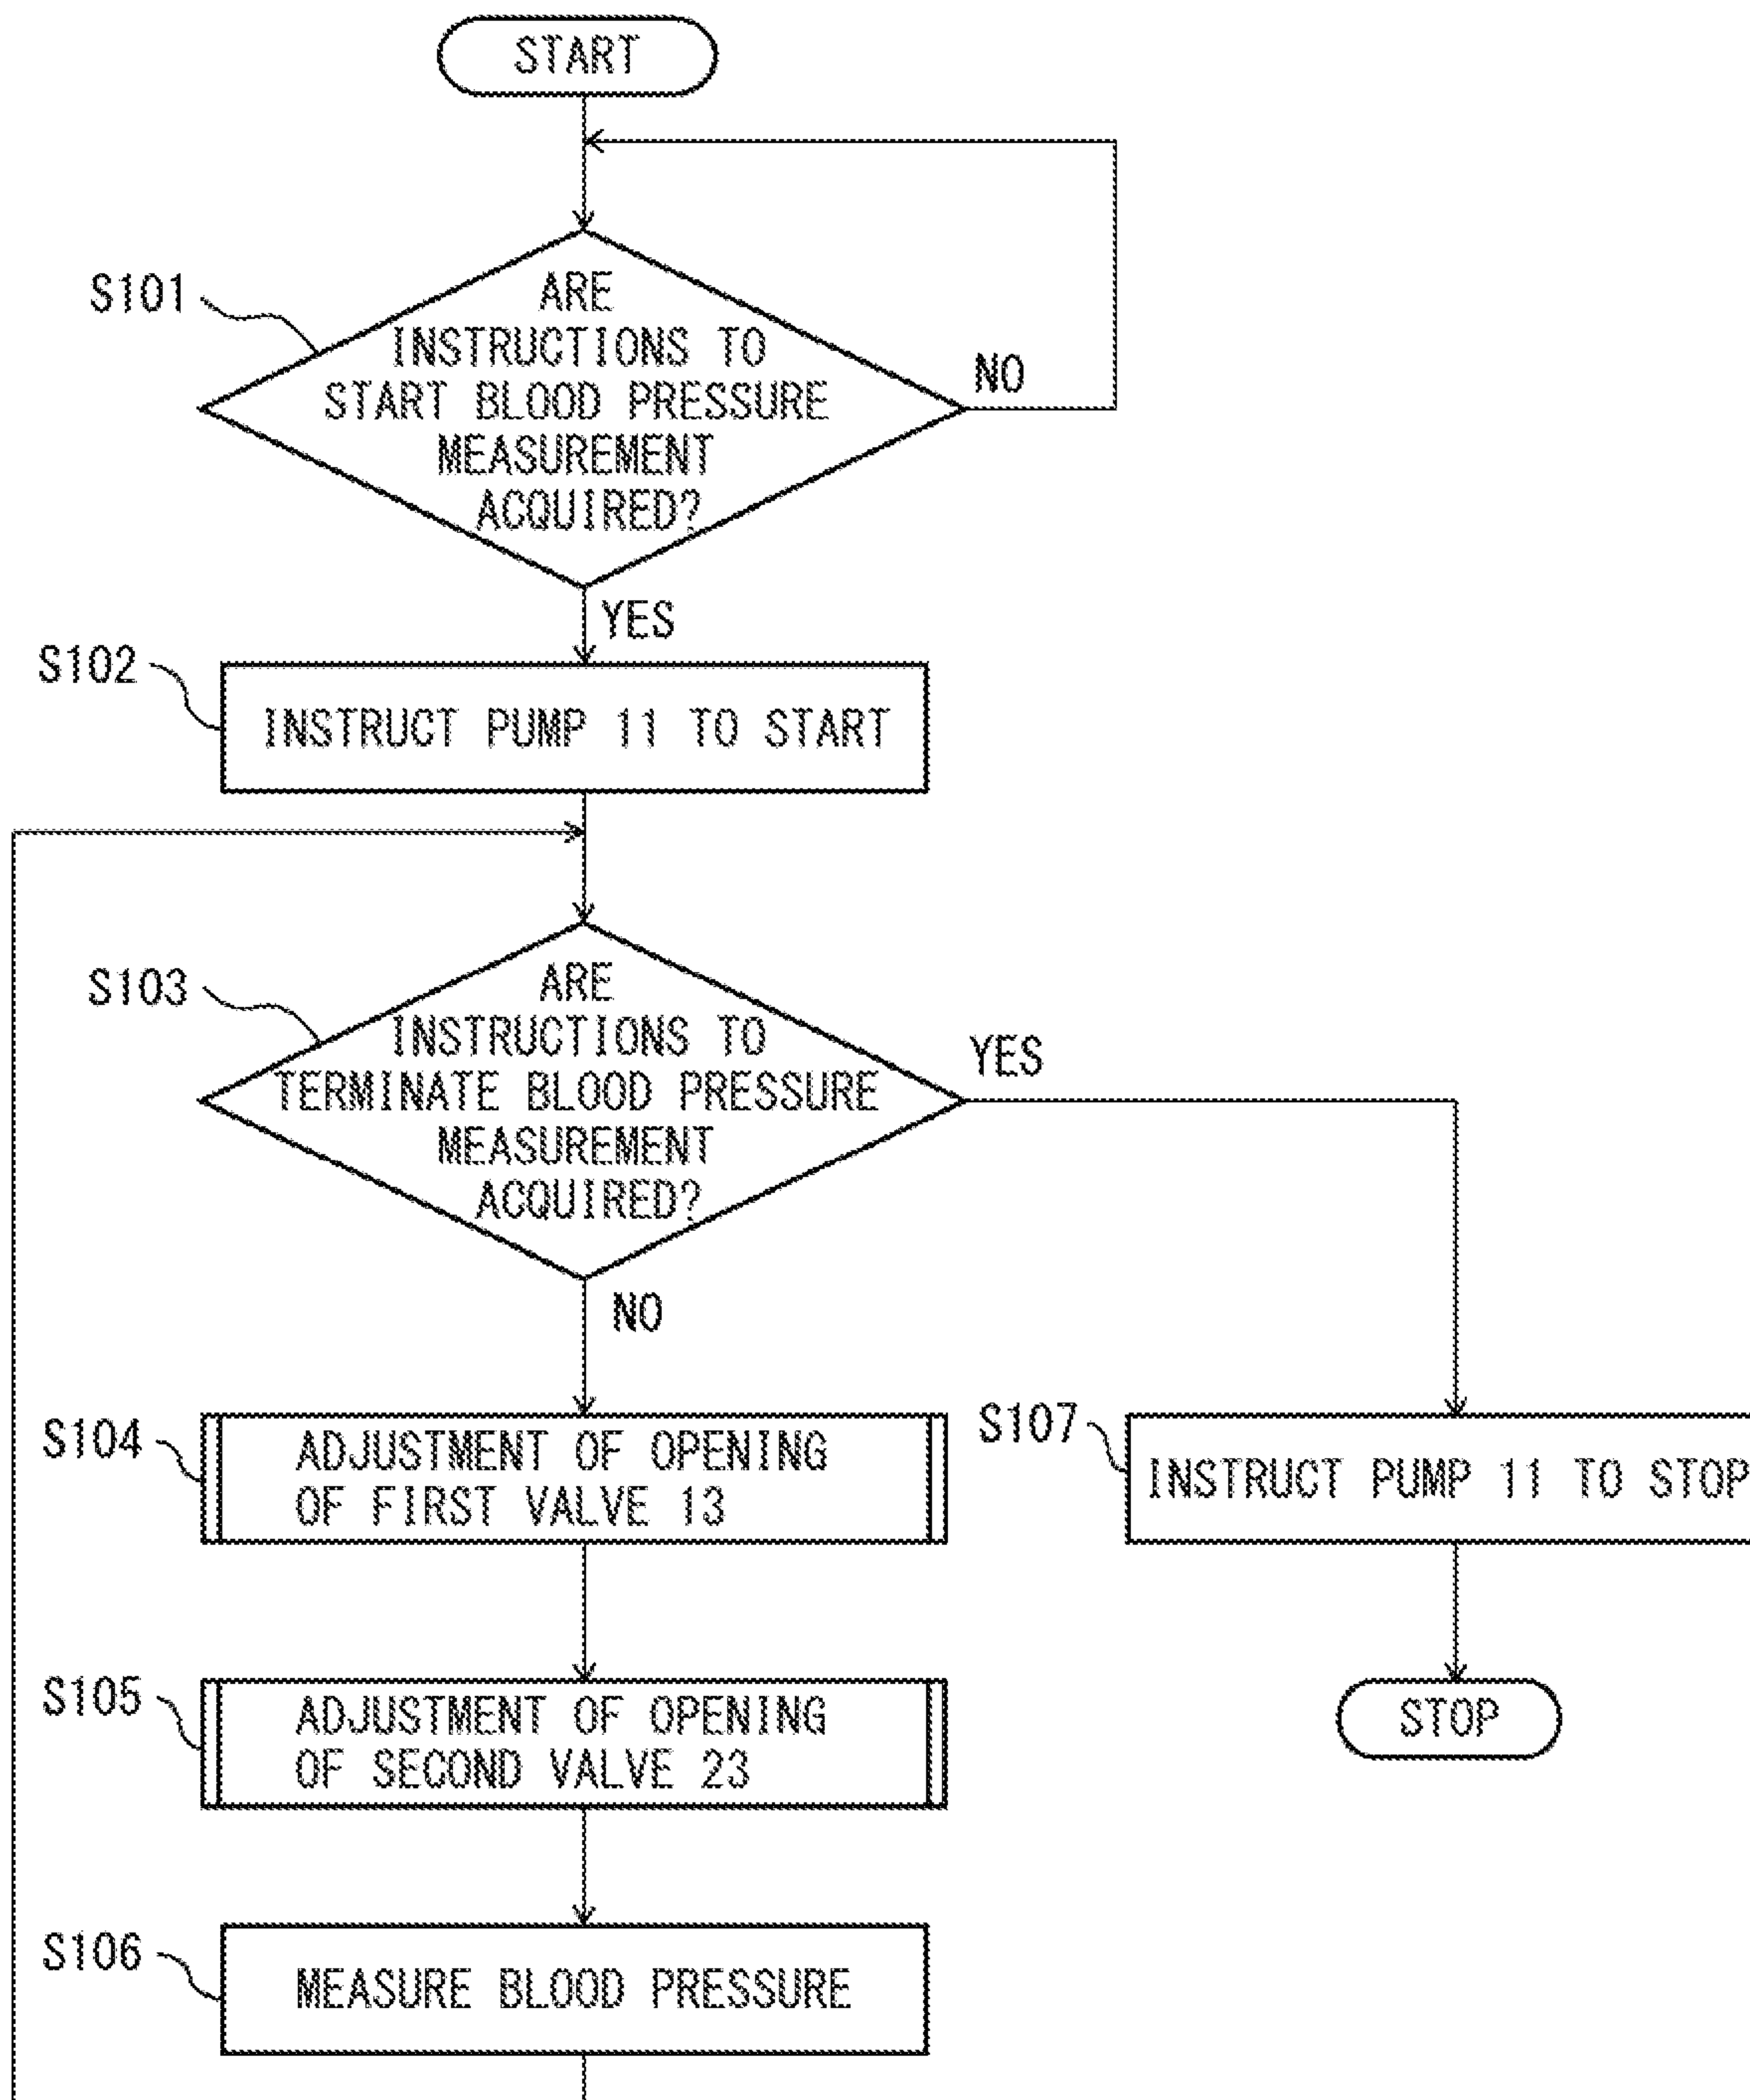 START
S101
ARE
INSTRUCTIONS TO
START BLOOD PRESSURE
MEASUREMENT
ACQUIRED?
NO
YES
S102
INSTRUCT PUMP 11 TO START
S103
ARE
INSTRUCTIONS TO
TERMINATE BLOOD PRESSURE
MEASUREMENT
ACQUIRED?
YES
NO
S104
ADJUSTMENT OF OPENING
OF FIRST VALVE 13
S107
INSTRUCT PUMP 11 TO STOP
S105
ADJUSTMENT OF OPENING
OF SECOND VALVE 23
STOP
S106
MEASURE BLOOD PRESSURE